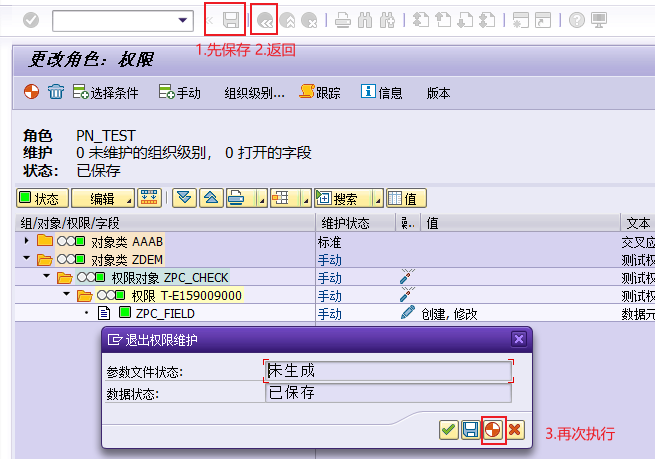 1.先保存 2.返回
更改角色: 权限
选择条件 手动 组织级别... 跟踪 信息 版本
角色 PN_TEST
维护 0 未维护的组织级别, 0 打开的字段
状态: 已保存
状态 编辑 搜索 值
组/对象/权限/字段 维护状态 值 文本
对象类 AAAB 标准 交叉应
对象类 ZDEM 手动 测试权
权限对象 ZPC_CHECK 手动 测试权
权限 T-E159009000 手动 测试权
ZPC_FIELD 手动 创建, 修改 数据元
退出权限维护
参数文件状态: 未生成
数据状态: 已保存
3.再次执行